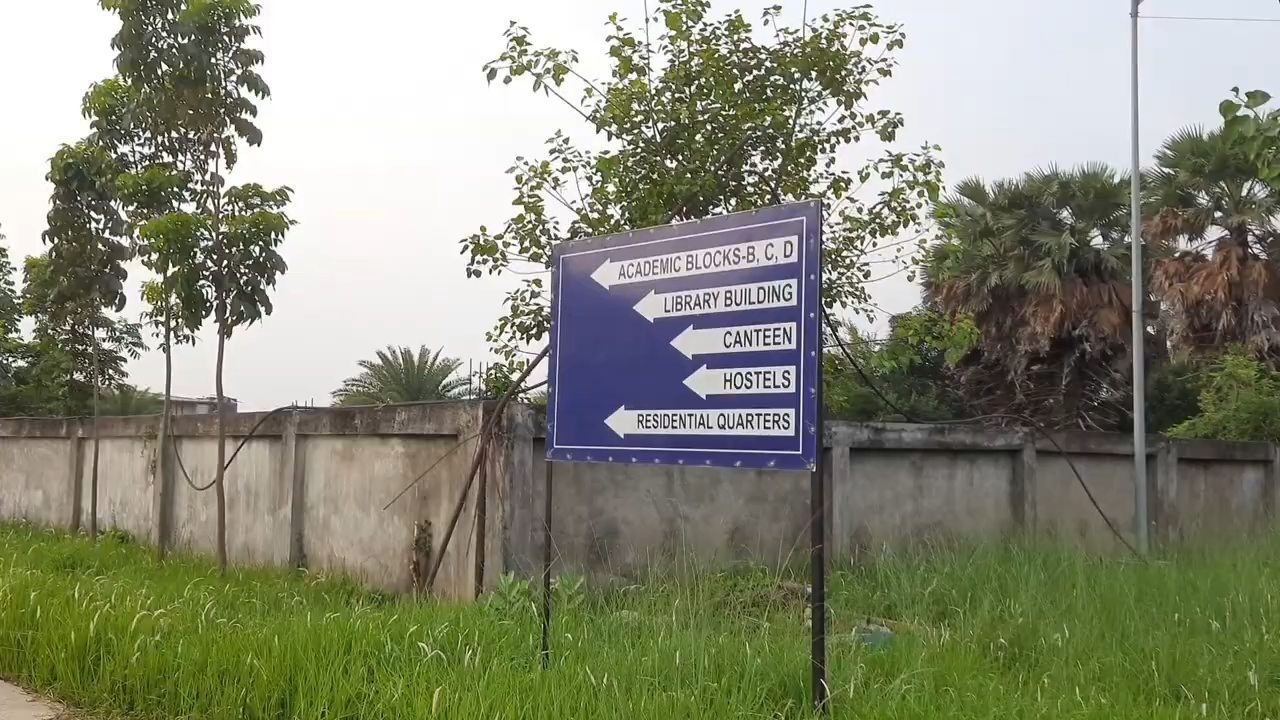 ACADEMIC BLOCKS-B, C, D
LIBRARY BUILDING
CANTEEN
HOSTELS
RESIDENTIAL QUARTERS